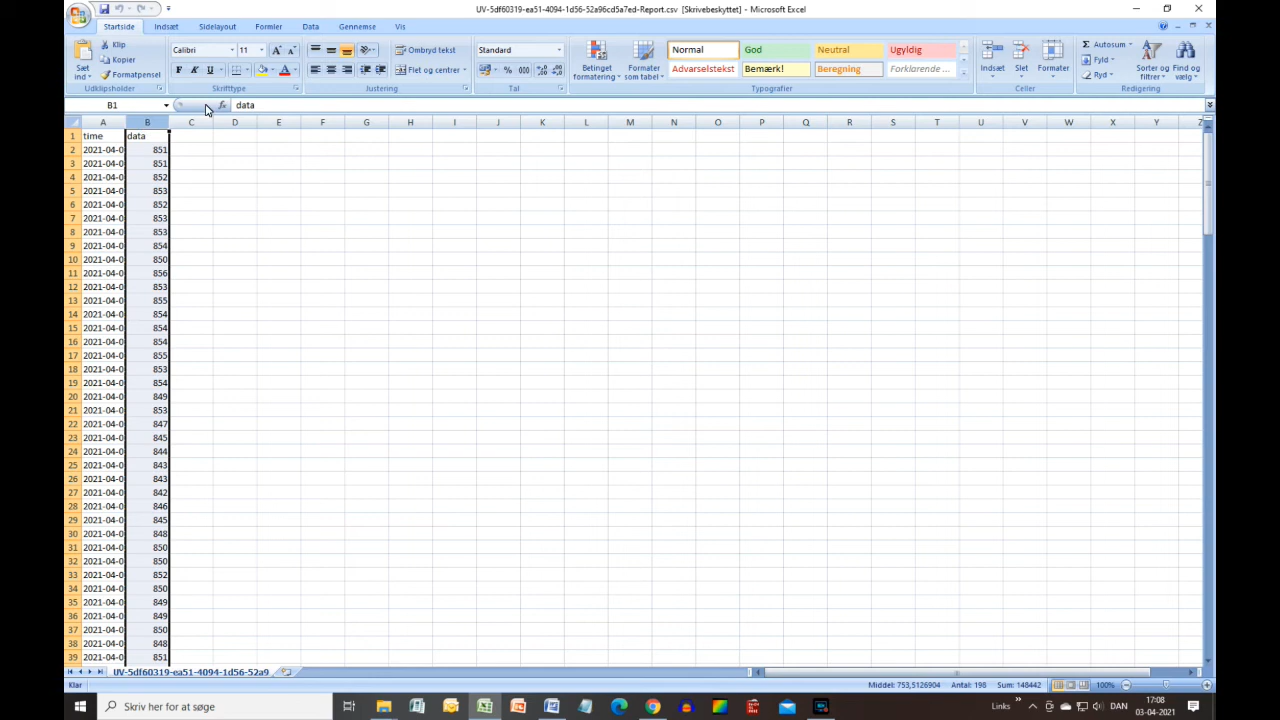 UV-5df60319-ea51-4094-1d56-52a96cd5a7ed-Report.csv [Skrivebeskyttet] - Microsoft Excel
Startside Indsæt Sidelayout Formler Data Gennemse Vis
Sæt ind
Klip
Kopier
Formatpensel
Udklipsholder
Calibri 11
F K U
Skrifttype
Ombryd tekst
Flet og centrer
Justering
Standard
% 000
Tal
Betinget formatering
Formater som tabel
Normal God Neutral Ugyldig
Advarselstekst Bemærk! Beregning Forklarende ...
Typografier
Indsæt Slet Formater
Celler
Autosum
Fyld
Ryd
Sorter og filtrer
Find og vælg
Redigering
B1 fx data
A B C D E F G H I J K L M N O P Q R S T U V W X Y Z
1 time data
2 2021-04-0 851
3 2021-04-0 851
4 2021-04-0 852
5 2021-04-0 853
6 2021-04-0 852
7 2021-04-0 853
8 2021-04-0 853
9 2021-04-0 854
10 2021-04-0 850
11 2021-04-0 856
12 2021-04-0 853
13 2021-04-0 855
14 2021-04-0 854
15 2021-04-0 854
16 2021-04-0 854
17 2021-04-0 855
18 2021-04-0 853
19 2021-04-0 854
20 2021-04-0 849
21 2021-04-0 853
22 2021-04-0 847
23 2021-04-0 845
24 2021-04-0 844
25 2021-04-0 843
26 2021-04-0 843
27 2021-04-0 842
28 2021-04-0 846
29 2021-04-0 845
30 2021-04-0 848
31 2021-04-0 850
32 2021-04-0 850
33 2021-04-0 852
34 2021-04-0 850
35 2021-04-0 849
36 2021-04-0 849
37 2021-04-0 850
38 2021-04-0 848
39 2021-04-0 851
UV-5df60319-ea51-4094-1d56-52a9
Klar Middel: 753,5126904 Antal: 198 Sum: 148442 100%
Skriv her for at søge
Links » DAN
17:08
03-04-2021